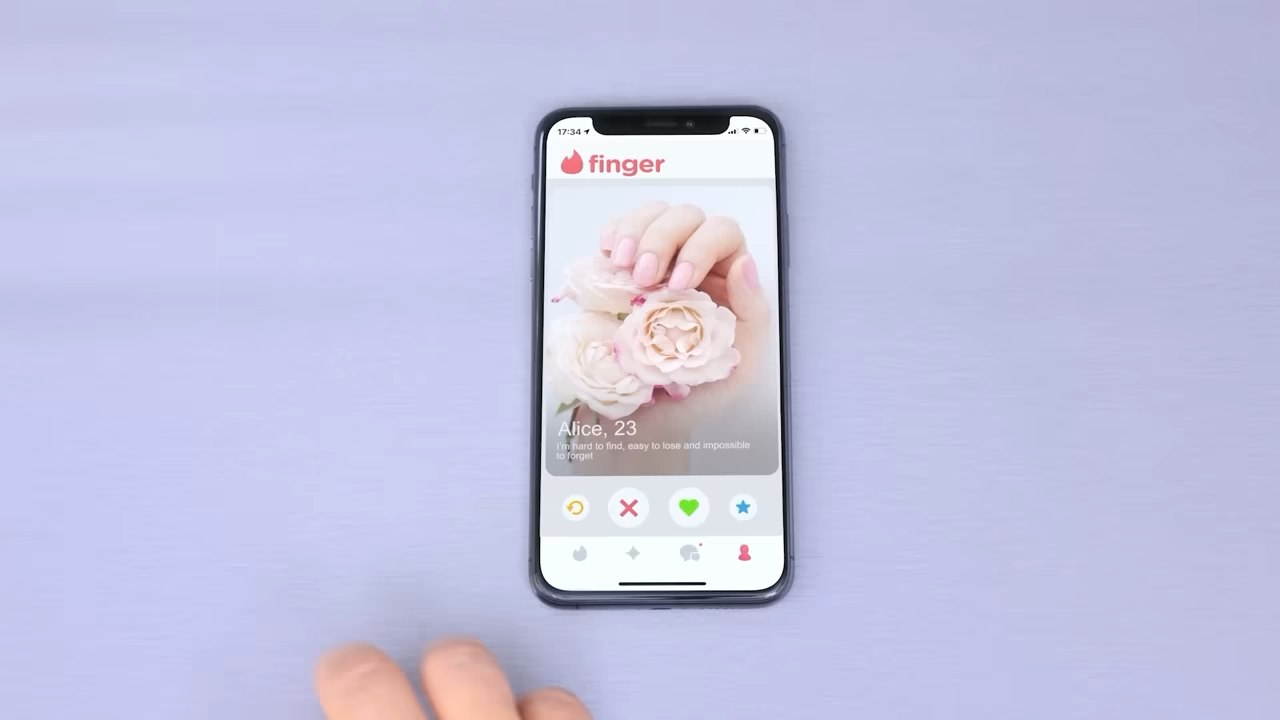 17:34
finger
Alice, 23
I'm hard to find, easy to lose and impossible
to forget